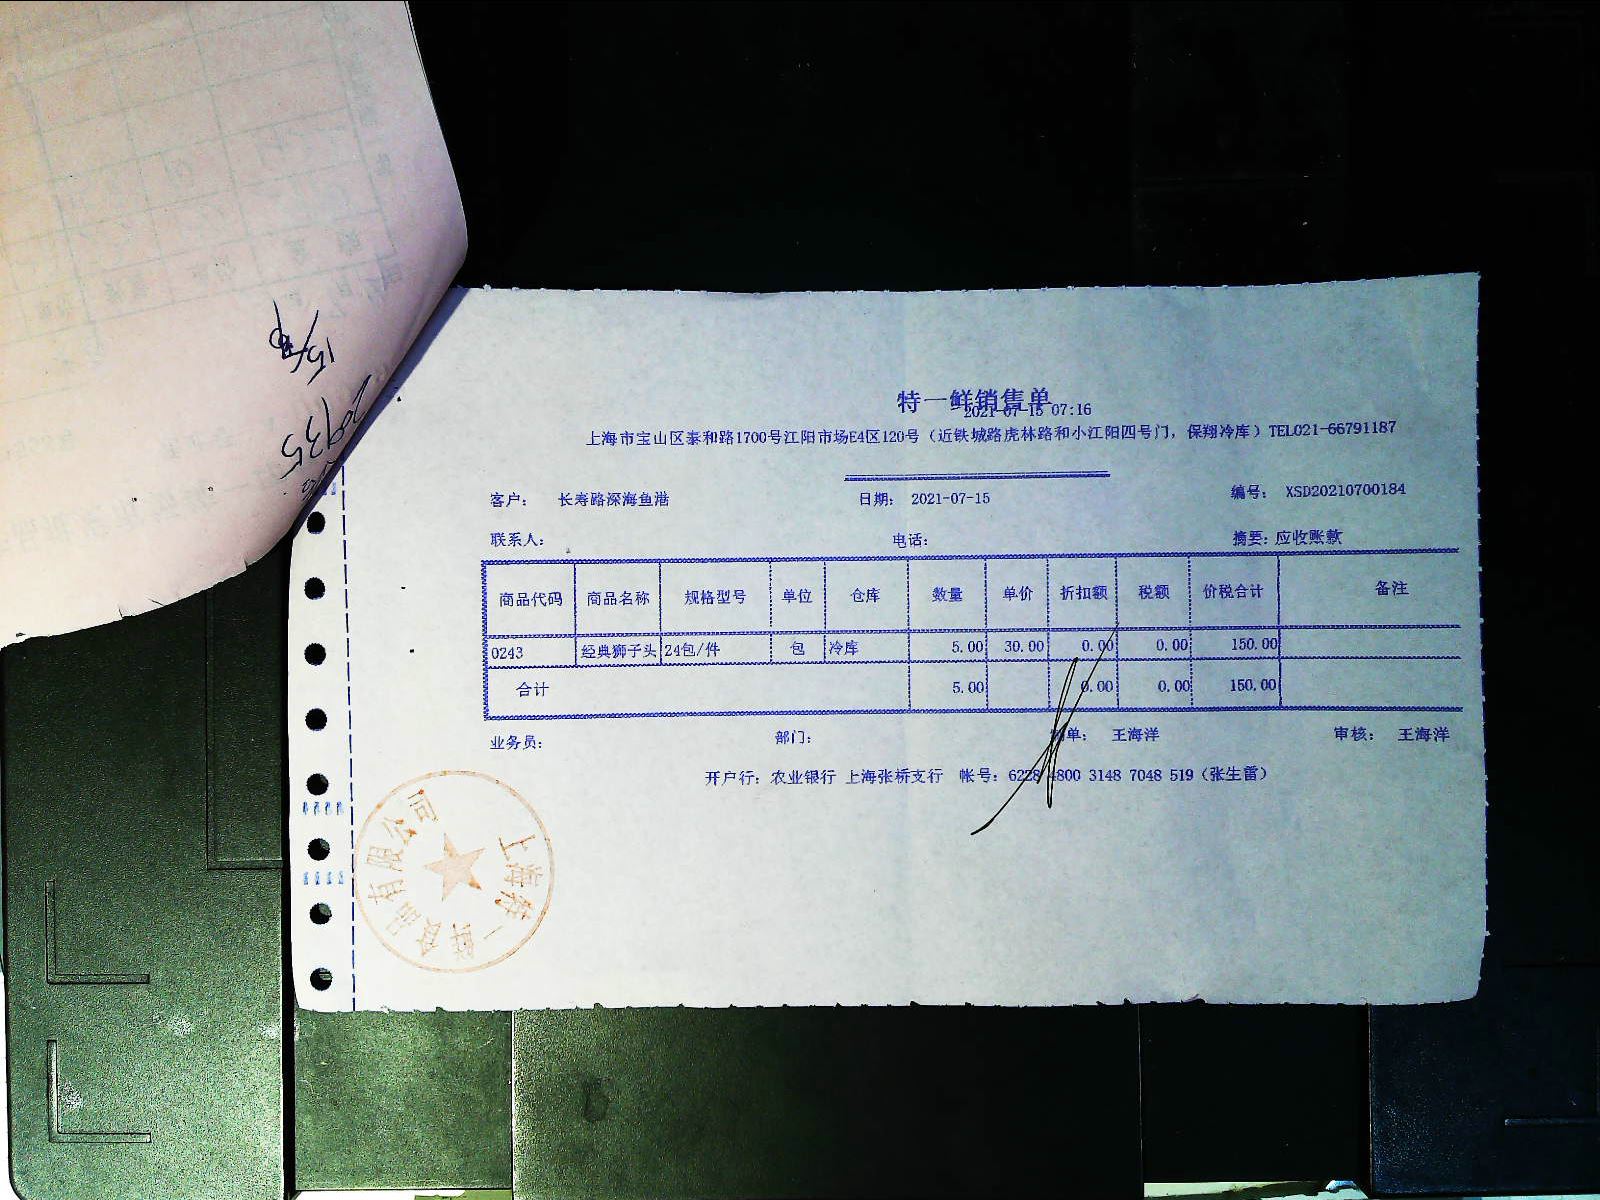 特一鲜销售单
2021-07-15 07:16
上海市宝山区泰和路1700号江阳市场E4区120号（近铁城路虎林路和小江阳四号门，保翔冷库）TEL021-66791187
客户： 长寿路深海鱼港 日期： 2021-07-15 编号： XSD20210700184
联系人： 电话： 摘要：应收账款
商品代码 商品名称 规格型号 单位 仓库 数量 单价 折扣额 税额 价税合计 备注
0243 经典狮子头 24包/件 包 冷库 5.00 30.00 0.00 0.00 150.00
合计 5.00 0.00 0.00 150.00
业务员： 部门： 单： 王海洋 审核： 王海洋
开户行：农业银行 上海张桥支行 帐号：6228 4800 3148 7048 519（张生雷）
上海特一鲜食品有限公司